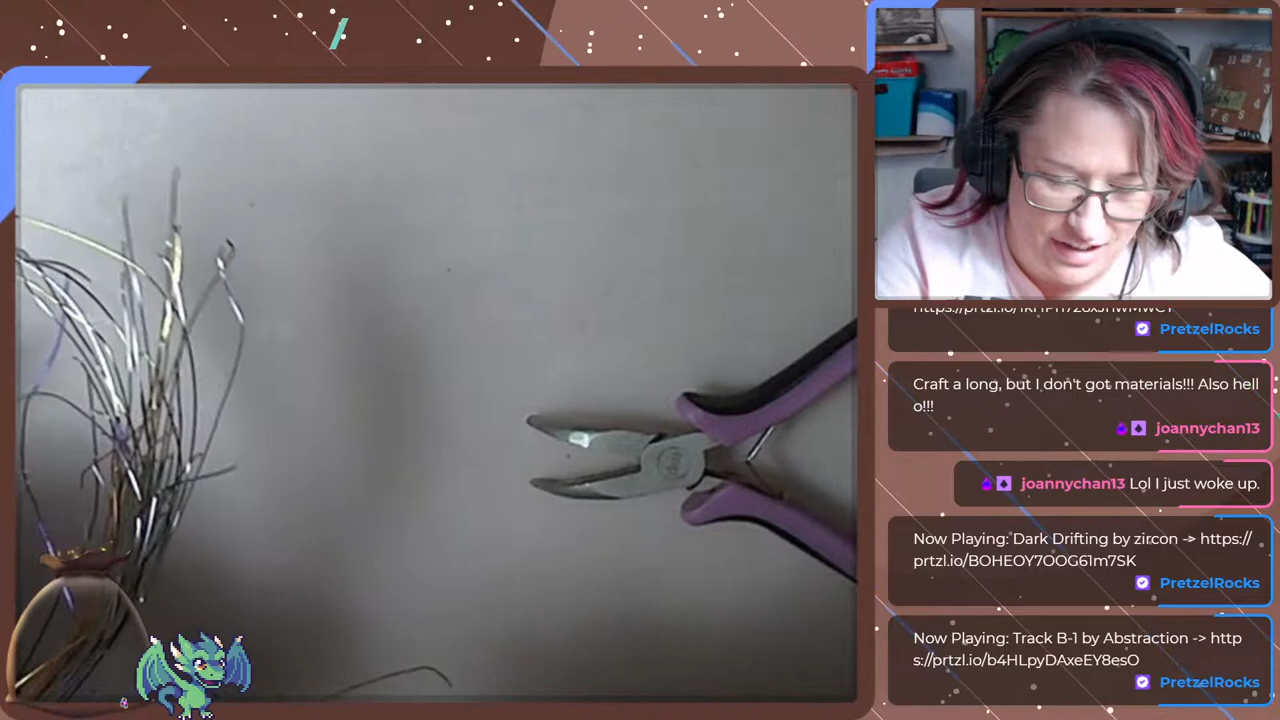 PretzelRocks
Craft a long, but I don't got materials!!! Also hell
o!!!
joannychan13
joannychan13 Lol I just woke up.
Now Playing: Dark Drifting by zircon -> https://
prtzl.io/BOHEOY7OOG61m7SK
PretzelRocks
Now Playing: Track B-1 by Abstraction -> http
s://prtzl.io/b4HLpyDAxeEY8esO
PretzelRocks